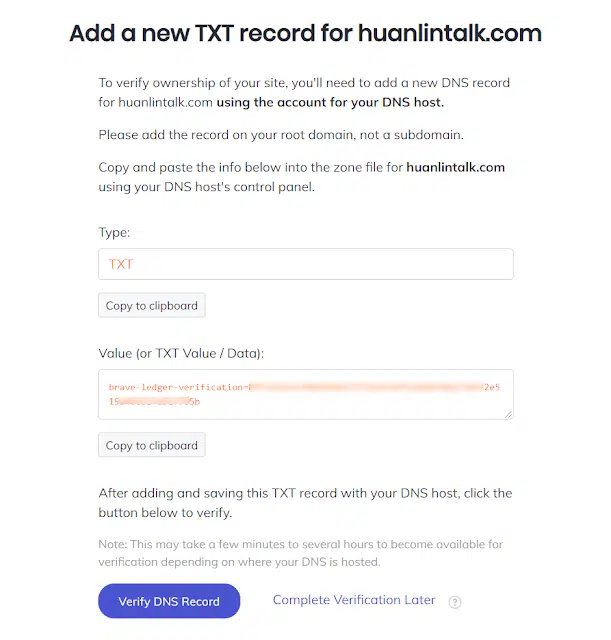 Add a new TXT record for huanlintalk.com
To verify ownership of your site, you'll need to add a new DNS record
for huanlintalk.com using the account for your DNS host.
Please add the record on your root domain, not a subdomain.
Copy and paste the info below into the zone file for huanlintalk.com
using your DNS host's control panel.
Type:
TXT
Copy to clipboard
Value (or TXT Value / Data):
brave-ledger-verification=
Copy to clipboard
After adding and saving this TXT record with your DNS host, click the
button below to verify.
Note: This may take a few minutes to several hours to become available for
verification depending on where your DNS is hosted.
Verify DNS Record
Complete Verification Later ?